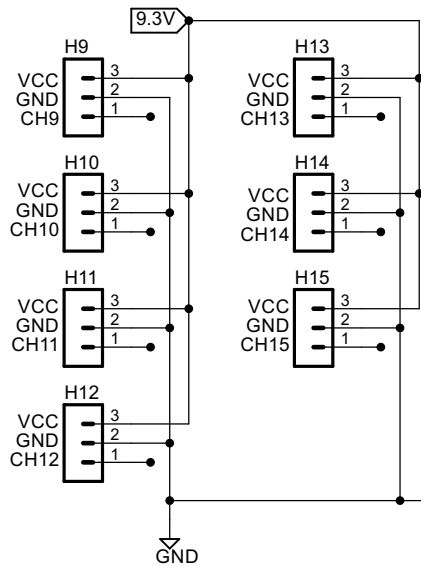 9.3V
H9
VCC 3
GND 2
CH9 1
H10
VCC 3
GND 2
CH10 1
H11
VCC 3
GND 2
CH11 1
H12
VCC 3
GND 2
CH12 1
H13
VCC 3
GND 2
CH13 1
H14
VCC 3
GND 2
CH14 1
H15
VCC 3
GND 2
CH15 1
GND